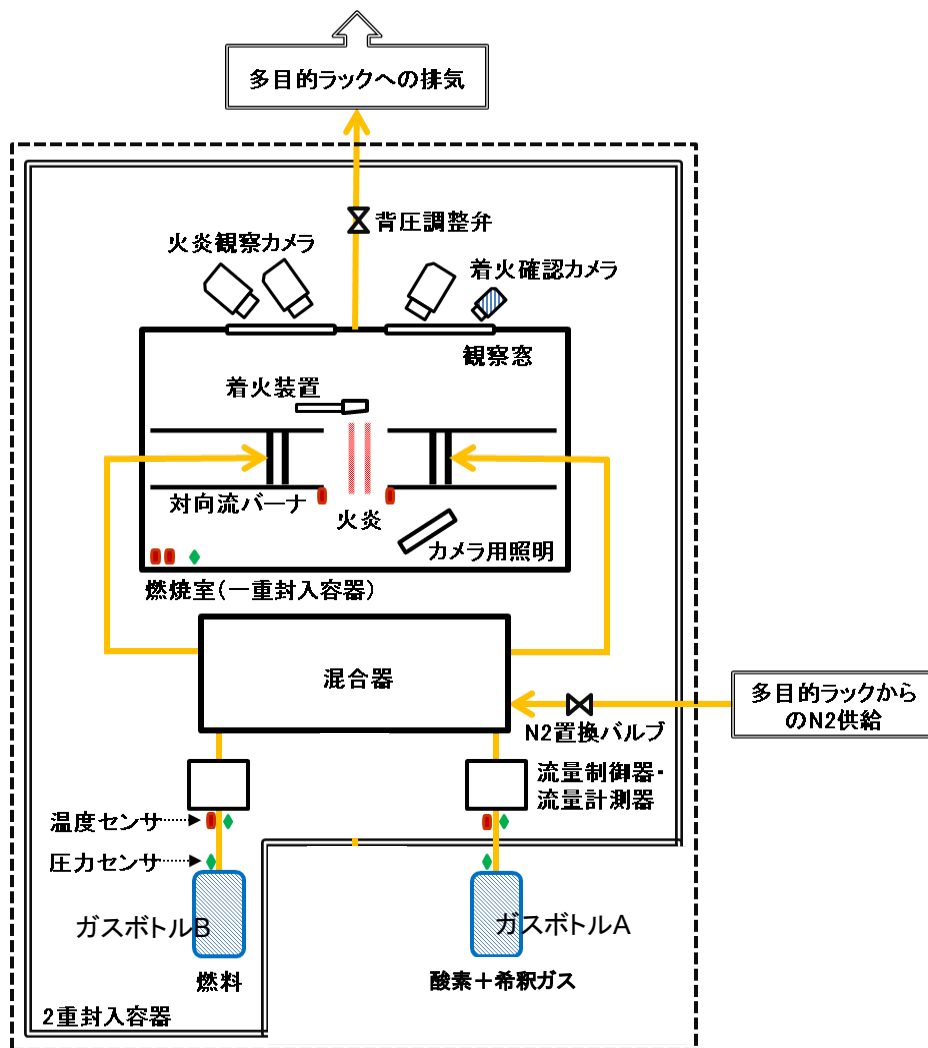 多目的ラックへの排気
背圧調整弁
火炎観察カメラ
着火確認カメラ
観察窓
着火装置
対向流バーナ
火炎
カメラ用照明
燃焼室(一重封入容器)
混合器
多目的ラックから
のN2供給
N2置換バルブ
流量制御器・
流量計測器
温度センサ
圧力センサ
ガスボトルB
ガスボトルA
燃料
酸素+希釈ガス
2重封入容器